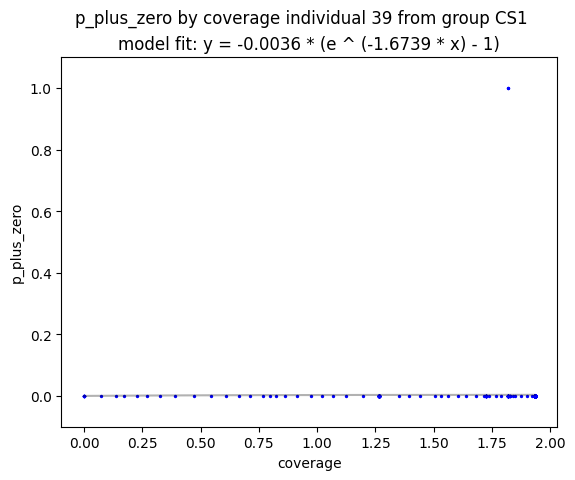 p_plus_zero by coverage individual 39 from group CS1
model fit: y = -0.0036 * (e ^ (-1.6739 * x) - 1)
1.0
0.8
0.6
0.4
0.2
0.0
p_plus_zero
0.00 0.25 0.50 0.75 1.00 1.25 1.50 1.75 2.00
coverage